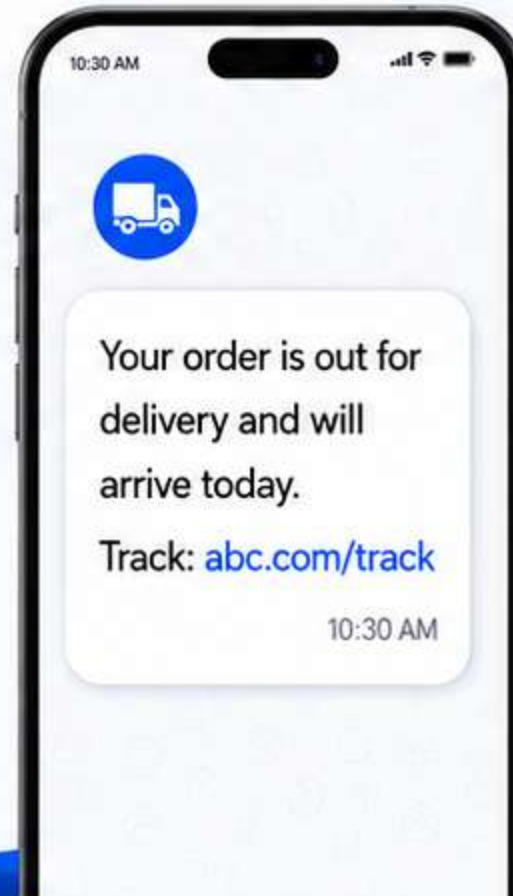 10:30 AM
Your order is out for
delivery and will
arrive today.
Track: abc.com/track
10:30 AM